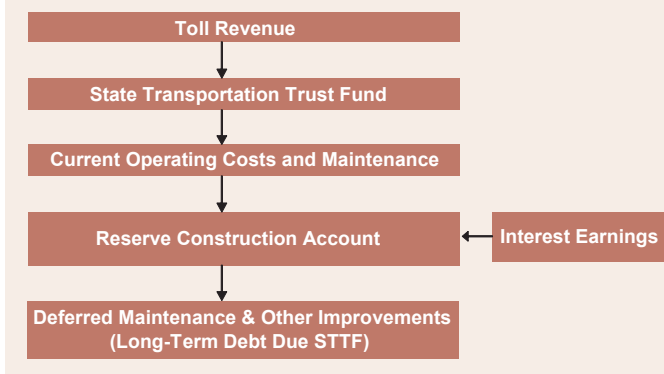 Toll Revenue
State Transportation Trust Fund
Current Operating Costs and Maintenance
Reserve Construction Account
Interest Earnings
Deferred Maintenance & Other Improvements
(Long-Term Debt Due STTF)